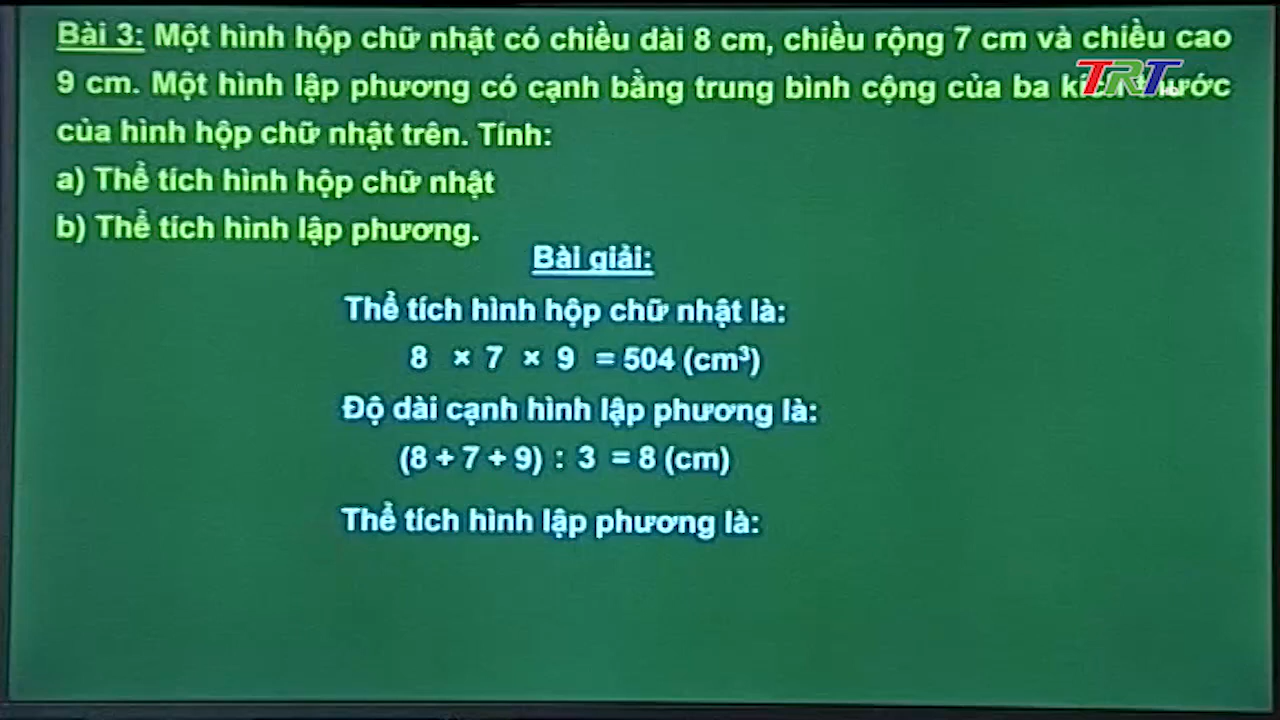 Bài 3: Một hình hộp chữ nhật có chiều dài 8 cm, chiều rộng 7 cm và chiều cao
TRT
9 cm. Một hình lập phương có cạnh bằng trung bình cộng của ba
của hình hộp chữ nhật trên. Tính:
a) Thể tích hình hộp chữ nhật
b) Thể tích hình lập phương.
Bài giải:
Thể tích hình hộp chữ nhật là:
8 × 7 × 9 = 504 (cm³)
Độ dài cạnh hình lập phương là:
(8 + 7 + 9) : 3 = 8 (cm)
Thể tích hình lập phương là: